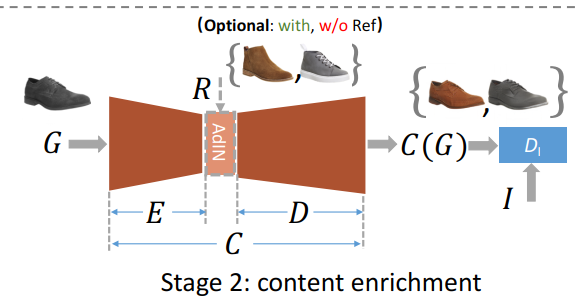 (Optional: with, w/o Ref)
{ , }
R
{ , }
G
AdIN
C(G)
D_I
E
D
I
C
Stage 2: content enrichment